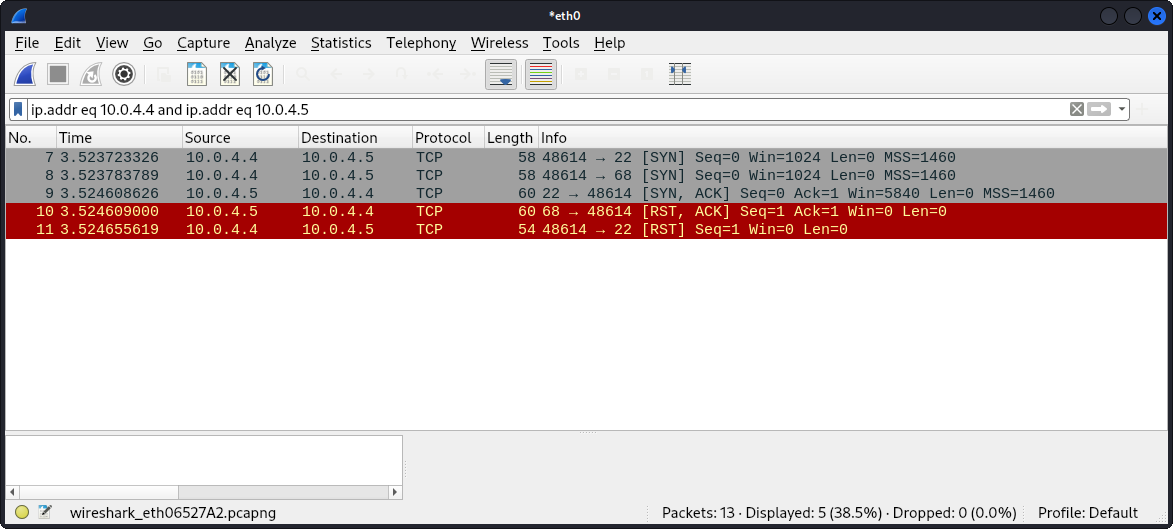 *eth0
File Edit View Go Capture Analyze Statistics Telephony Wireless Tools Help
ip.addr eq 10.0.4.4 and ip.addr eq 10.0.4.5
No. Time Source Destination Protocol Length Info
7 3.523723326 10.0.4.4 10.0.4.5 TCP 58 48614 → 22 [SYN] Seq=0 Win=1024 Len=0 MSS=1460
8 3.523783789 10.0.4.4 10.0.4.5 TCP 58 48614 → 68 [SYN] Seq=0 Win=1024 Len=0 MSS=1460
9 3.524608626 10.0.4.5 10.0.4.4 TCP 60 22 → 48614 [SYN, ACK] Seq=0 Ack=1 Win=5840 Len=0 MSS=1460
10 3.524609000 10.0.4.5 10.0.4.4 TCP 60 68 → 48614 [RST, ACK] Seq=1 Ack=1 Win=0 Len=0
11 3.524655619 10.0.4.4 10.0.4.5 TCP 54 48614 → 22 [RST] Seq=1 Win=0 Len=0
wireshark_eth06527A2.pcapng Packets: 13 · Displayed: 5 (38.5%) · Dropped: 0 (0.0%) Profile: Default